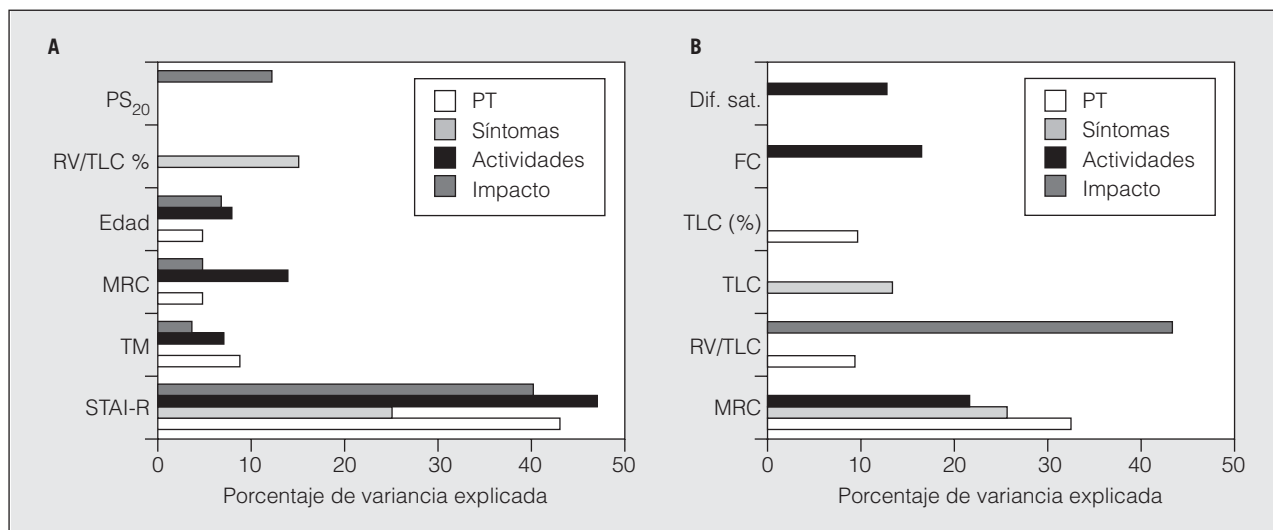 A
PS20
RV/TLC %
Edad
MRC
TM
STAI-R
PT
Síntomas
Actividades
Impacto
0 10 20 30 40 50
Porcentaje de variancia explicada
B
Dif. sat.
FC
TLC (%)
TLC
RV/TLC
MRC
PT
Síntomas
Actividades
Impacto
0 10 20 30 40 50
Porcentaje de variancia explicada